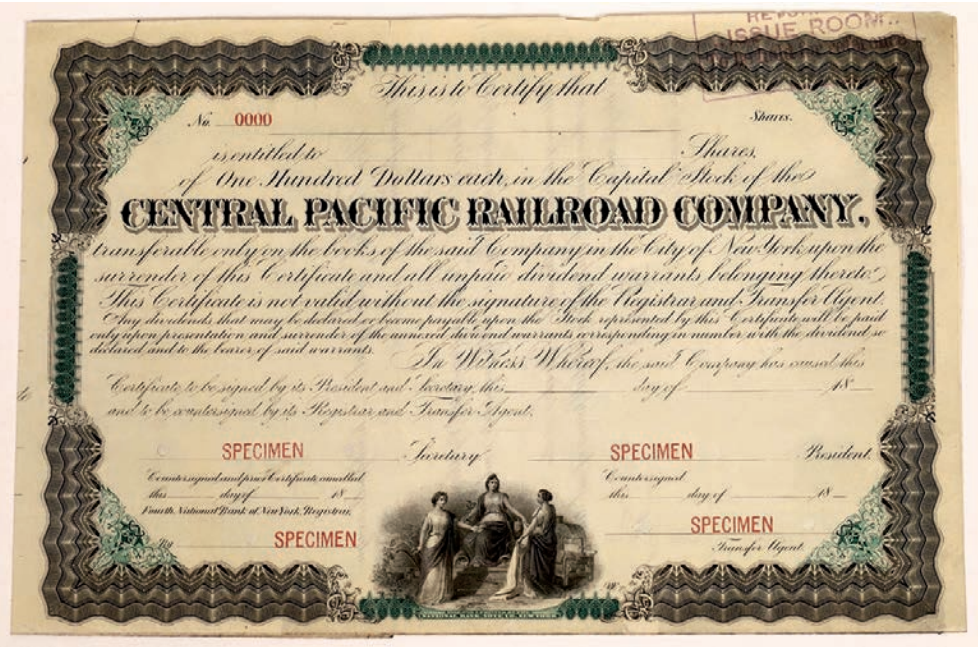 ISSUE ROOM
This is to Certify that
No. 0000 Shares.
is entitled to Shares,
of One Hundred Dollars each, in the Capital Stock of the
CENTRAL PACIFIC RAILROAD COMPANY,
transferable only on the books of the said Company in the City of New York upon the
surrender of this Certificate and all unpaid dividend warrants belonging thereto.
This Certificate is not valid without the signature of the Registrar and Transfer Agent.
Any dividends that may be declared or become payable upon the Stock represented by this Certificate will be paid
only upon presentation and surrender of the annexed dividend warrants corresponding in number with the dividend so
declared and to the bearer of said warrants.
In Witness Whereof, the said Company has caused this
Certificate to be signed by its President and Secretary, this day of 18
and to be countersigned by its Registrar and Transfer Agent.
SPECIMEN Secretary. SPECIMEN President.
Countersigned and prior Certificate cancelled
this day of 18
Fourth National Bank of New York, Registrar,
By SPECIMEN
Countersigned
this day of 18
SPECIMEN
Transfer Agent.
NATIONAL BANK NOTE CO. NEW YORK